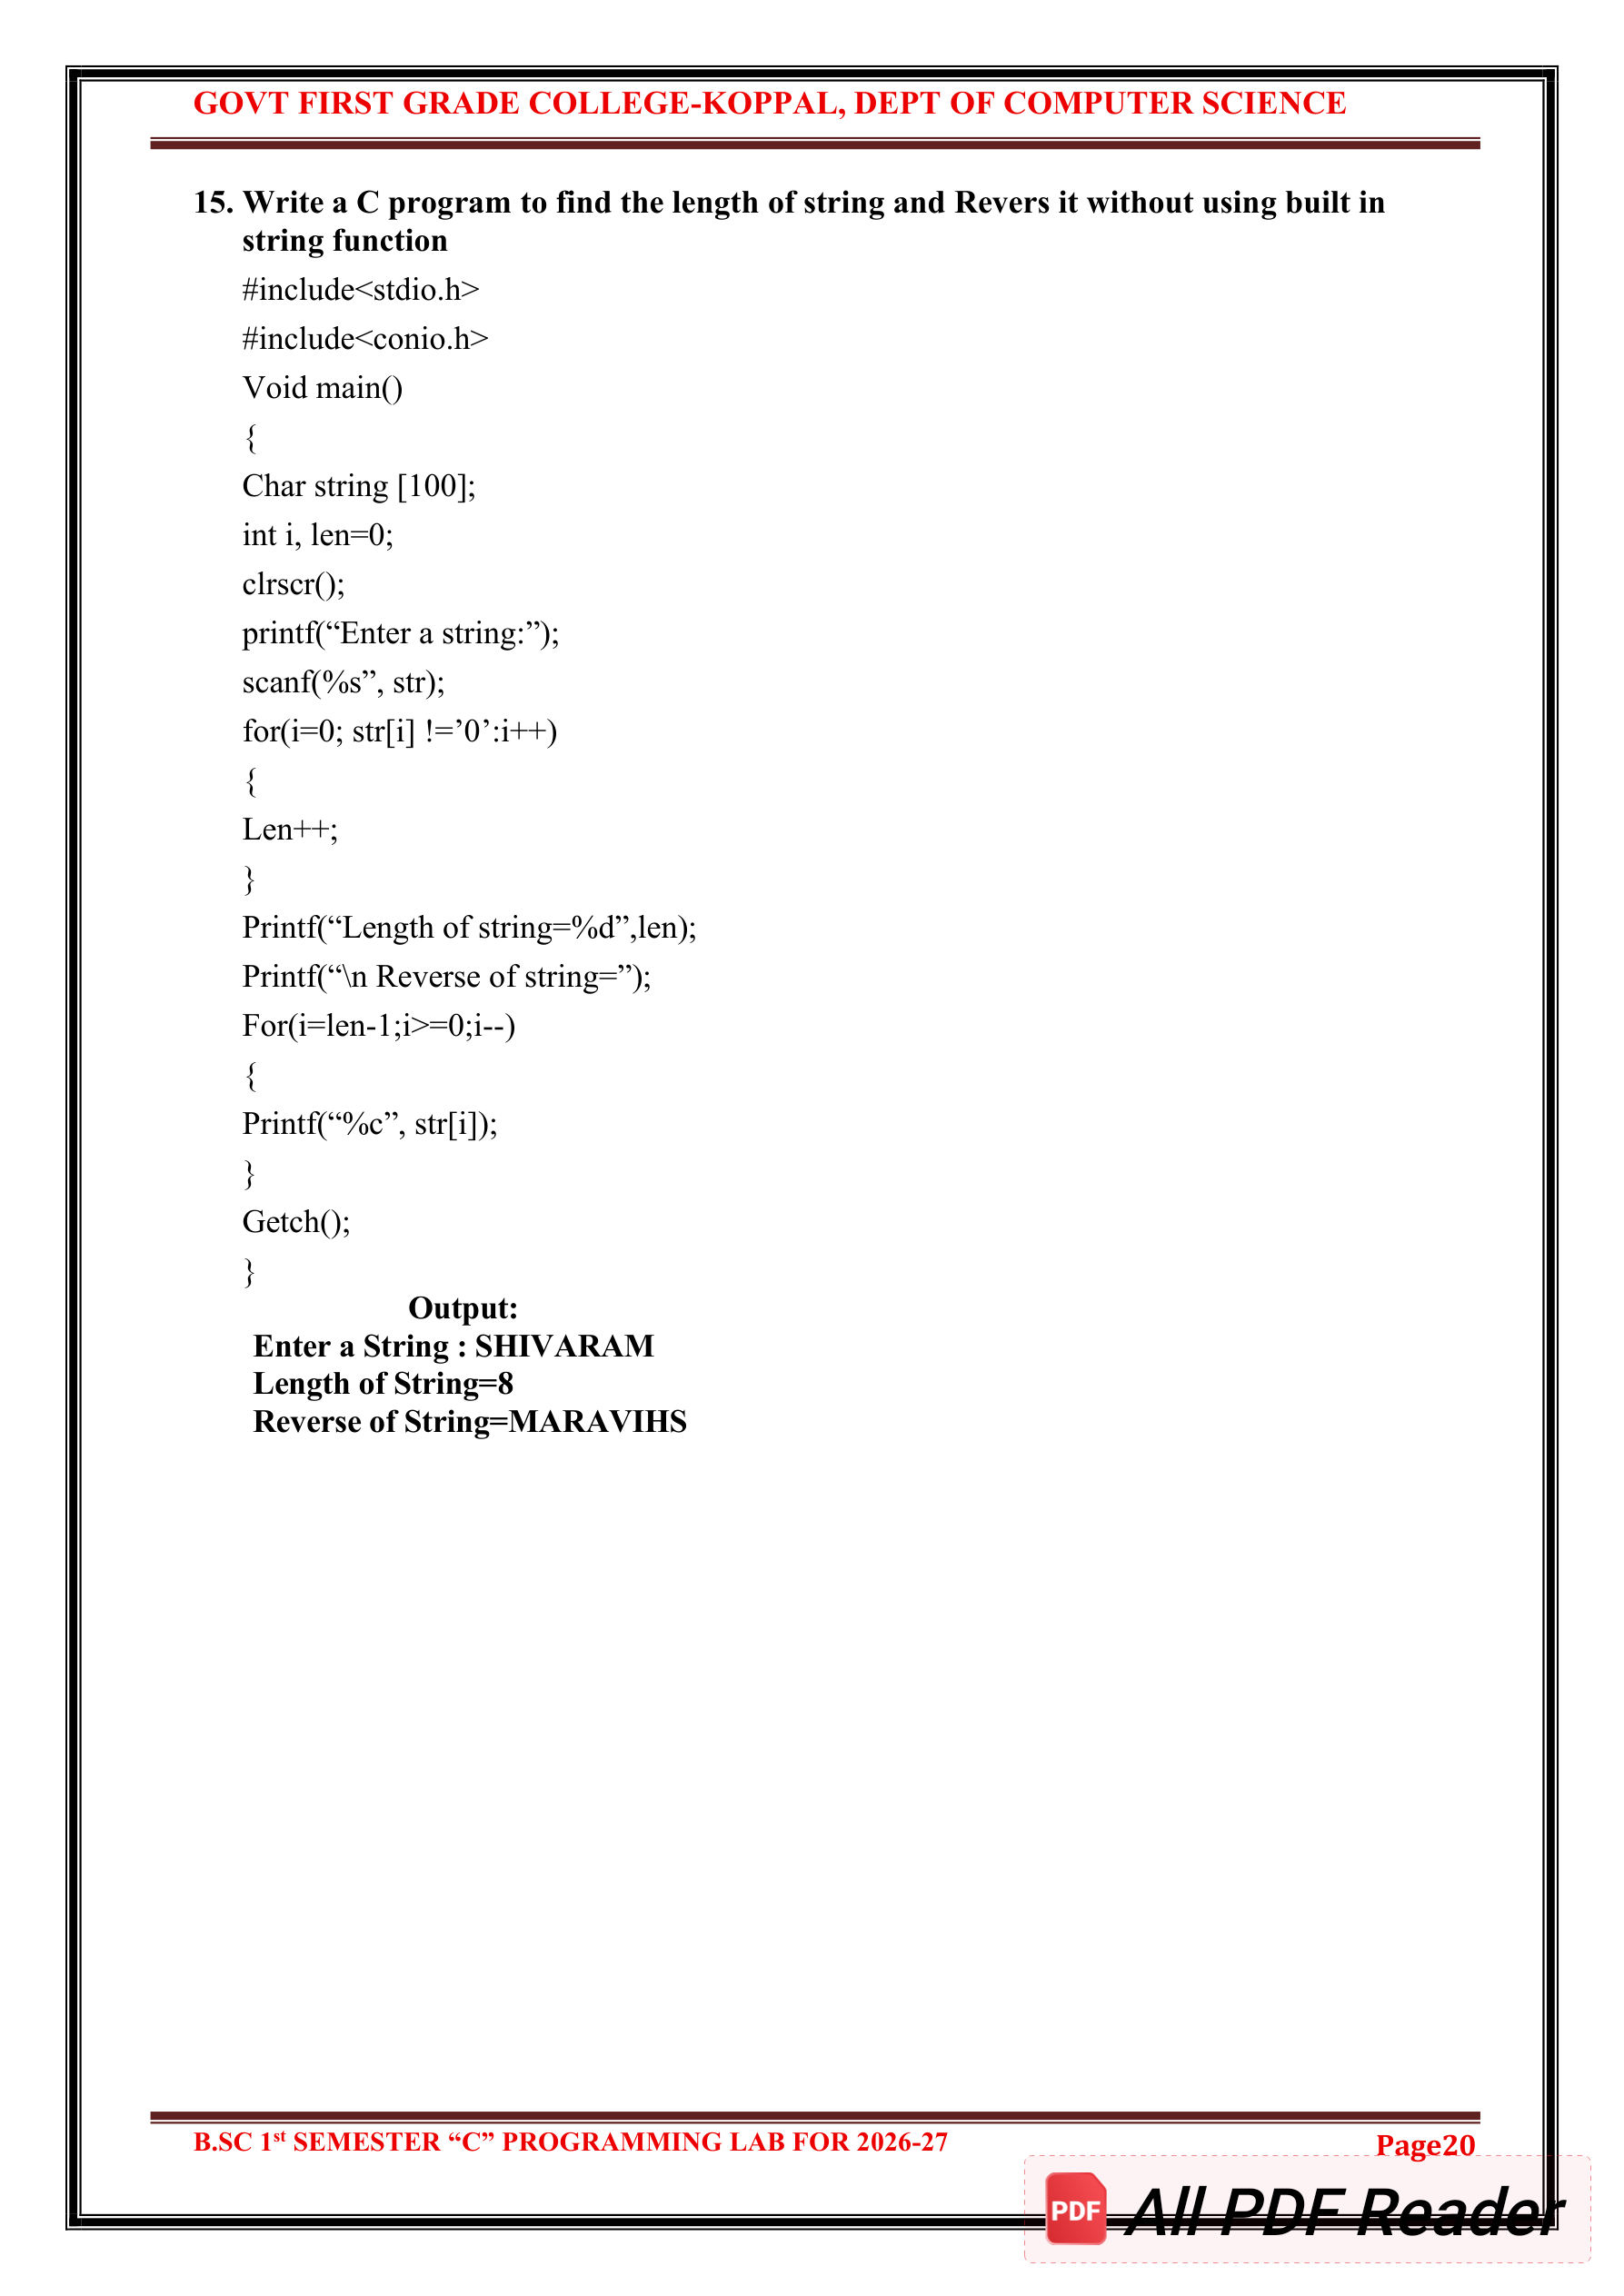 GOVT FIRST GRADE COLLEGE-KOPPAL, DEPT OF COMPUTER SCIENCE
15. Write a C program to find the length of string and Revers it without using built in
string function
#include<stdio.h>
#include<conio.h>
Void main()
{
Char string [100];
int i, len=0;
clrscr();
printf(“Enter a string:”);
scanf(%s”, str);
for(i=0; str[i] !=’0’:i++)
{
Len++;
}
Printf(“Length of string=%d”,len);
Printf(“\n Reverse of string=”);
For(i=len-1;i>=0;i--)
{
Printf(“%c”, str[i]);
}
Getch();
}
Output:
Enter a String : SHIVARAM
Length of String=8
Reverse of String=MARAVIHS
B.SC 1st SEMESTER “C” PROGRAMMING LAB FOR 2026-27
Page20
PDF All PDF Reader